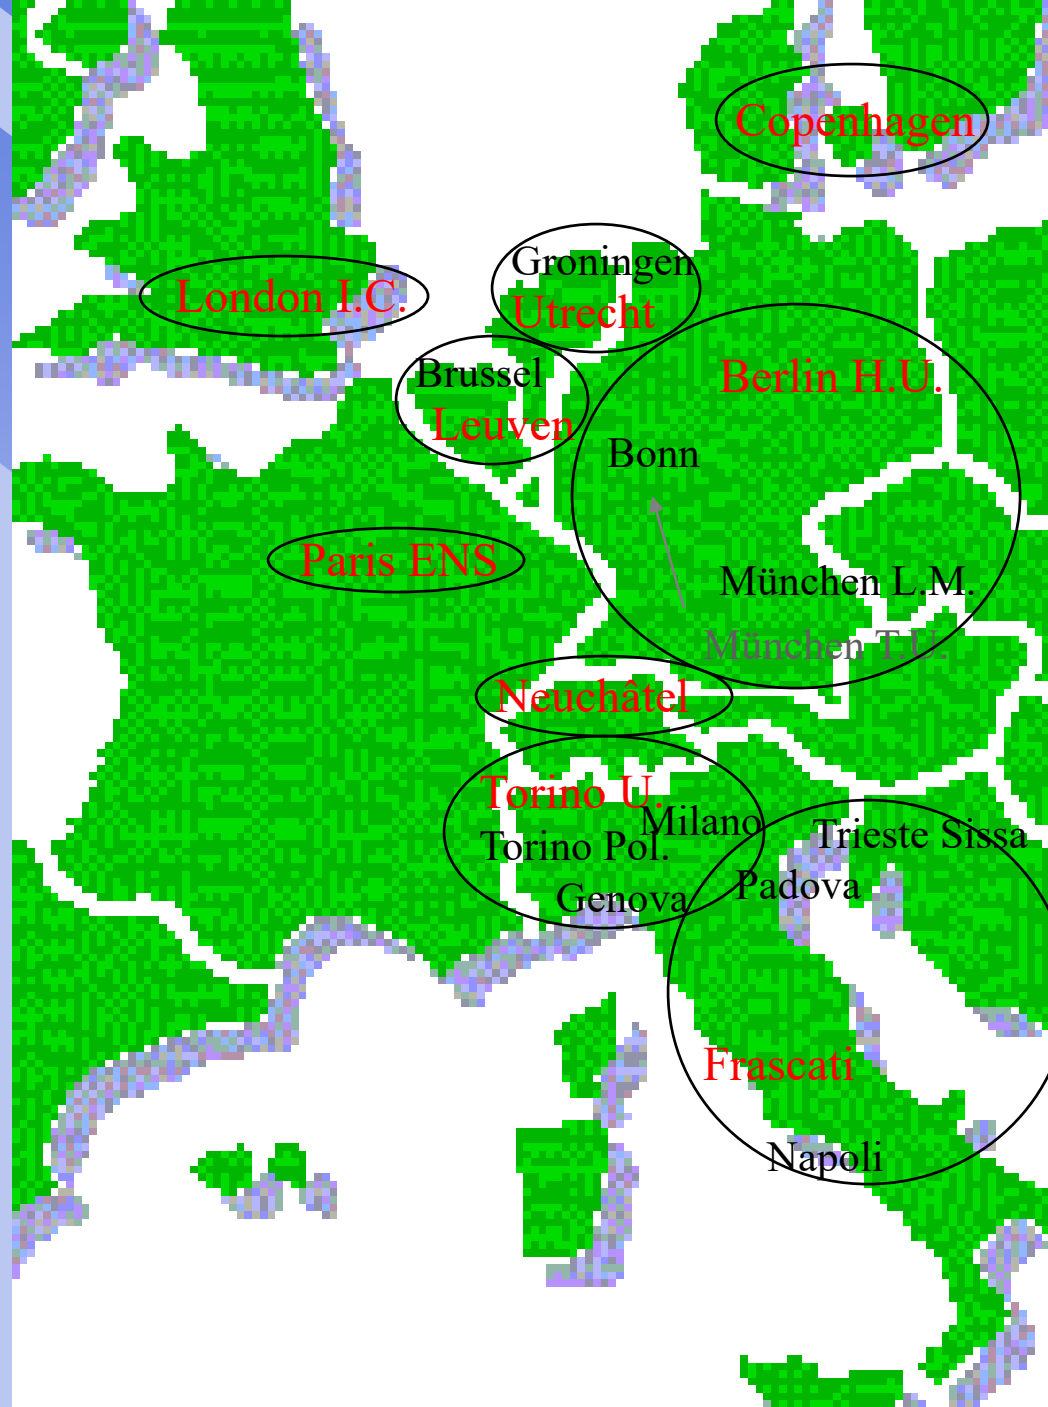 Copenhagen
Groningen
Utrecht
London I.C.
Brussel
Leuven
Berlin H.U.
Bonn
Paris ENS
München L.M.
München T.U.
Neuchâtel
Torino U.
Milano
Torino Pol.
Genova
Trieste Sissa
Padova
Frascati
Napoli